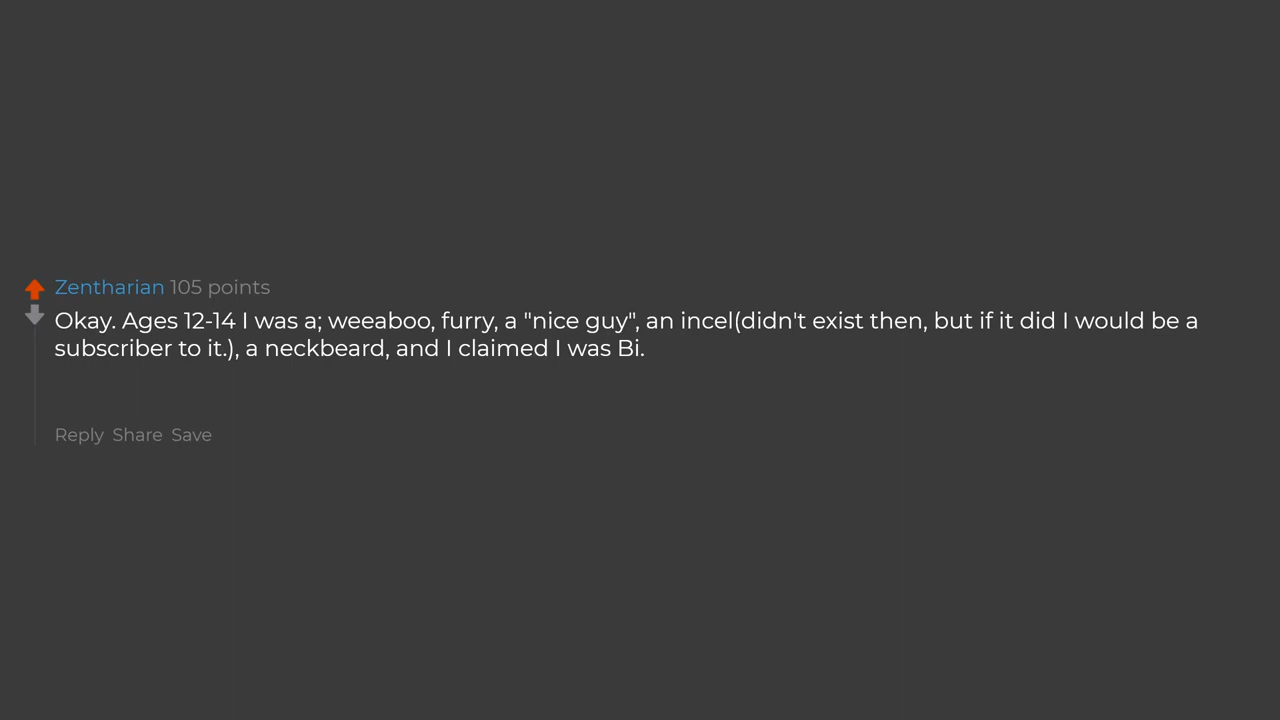 Zentharian 105 points
Okay. Ages 12-14 I was a; weeaboo, furry, a "nice guy", an incel(didn't exist then, but if it did I would be a
subscriber to it.), a neckbeard, and I claimed I was Bi.
Reply Share Save